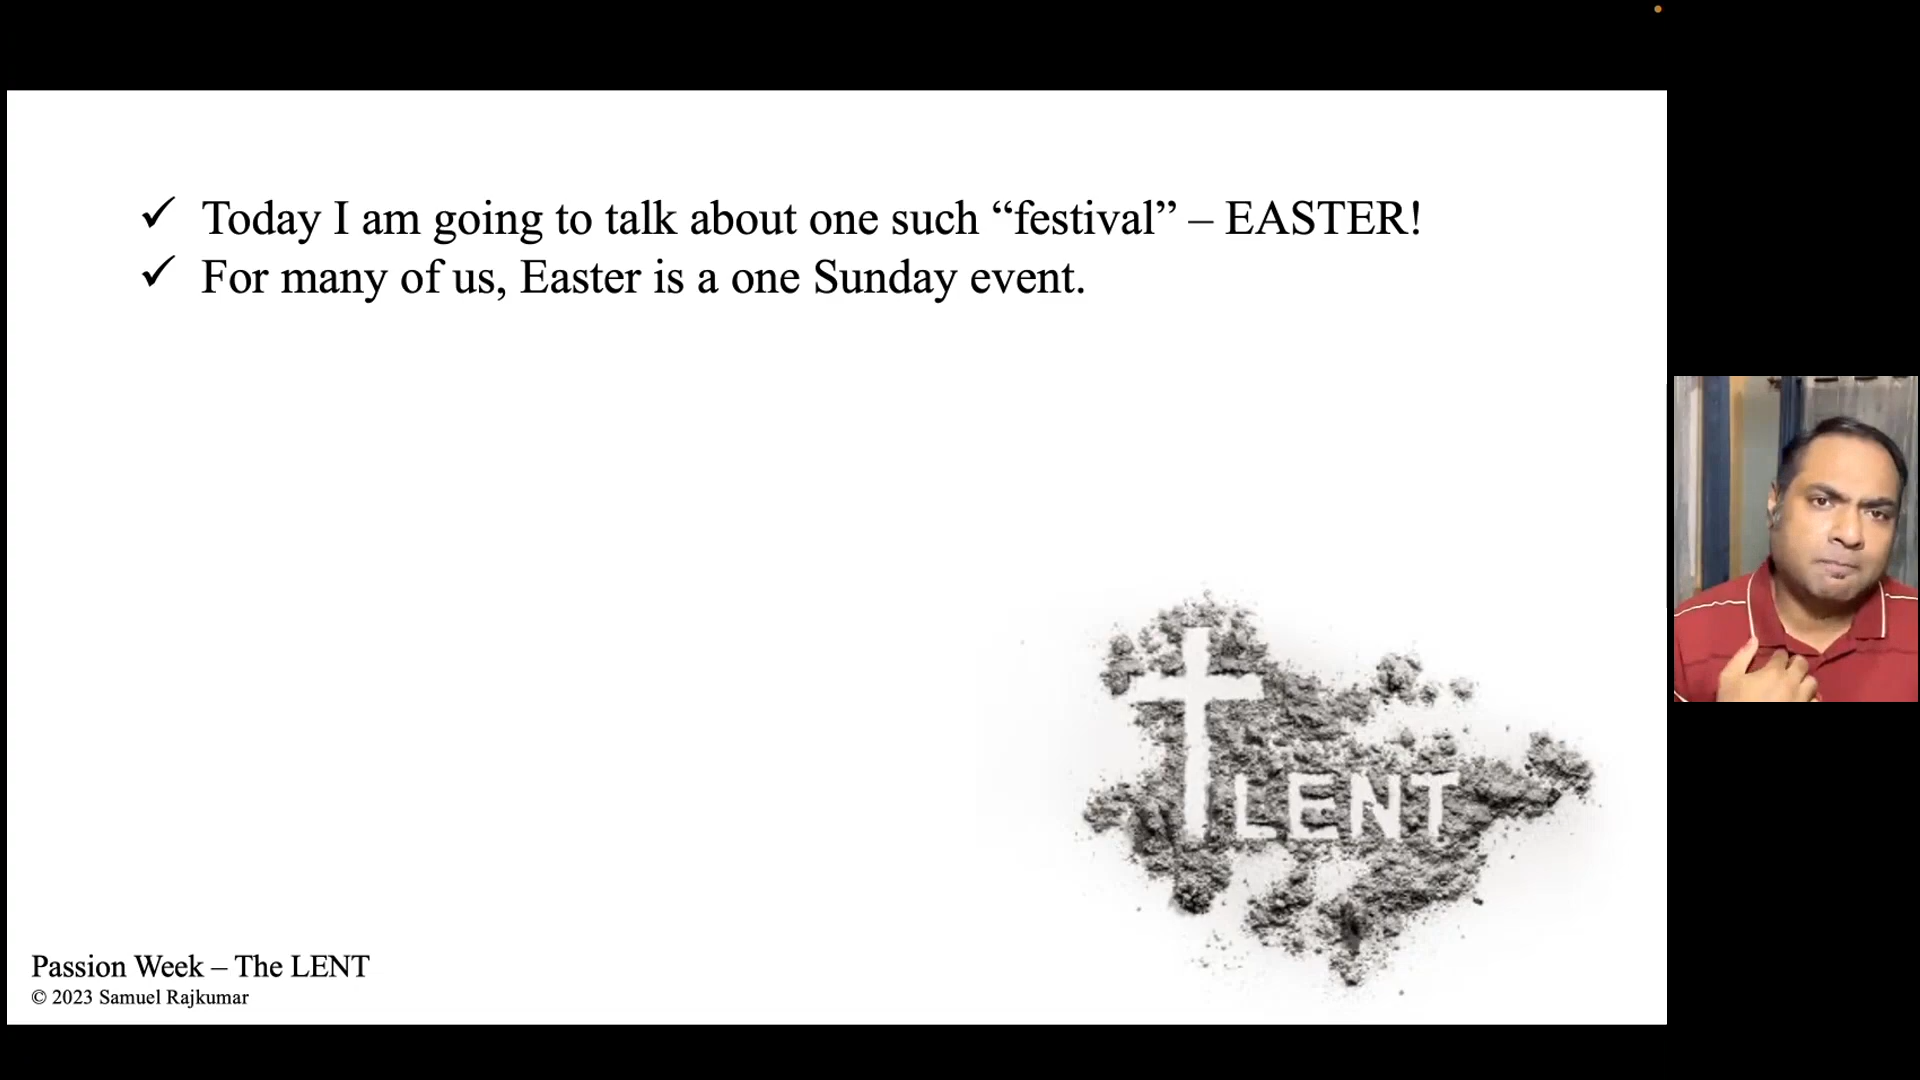 ✓ Today I am going to talk about one such “festival” – EASTER!
✓ For many of us, Easter is a one Sunday event.
LENT
Passion Week – The LENT
© 2023 Samuel Rajkumar